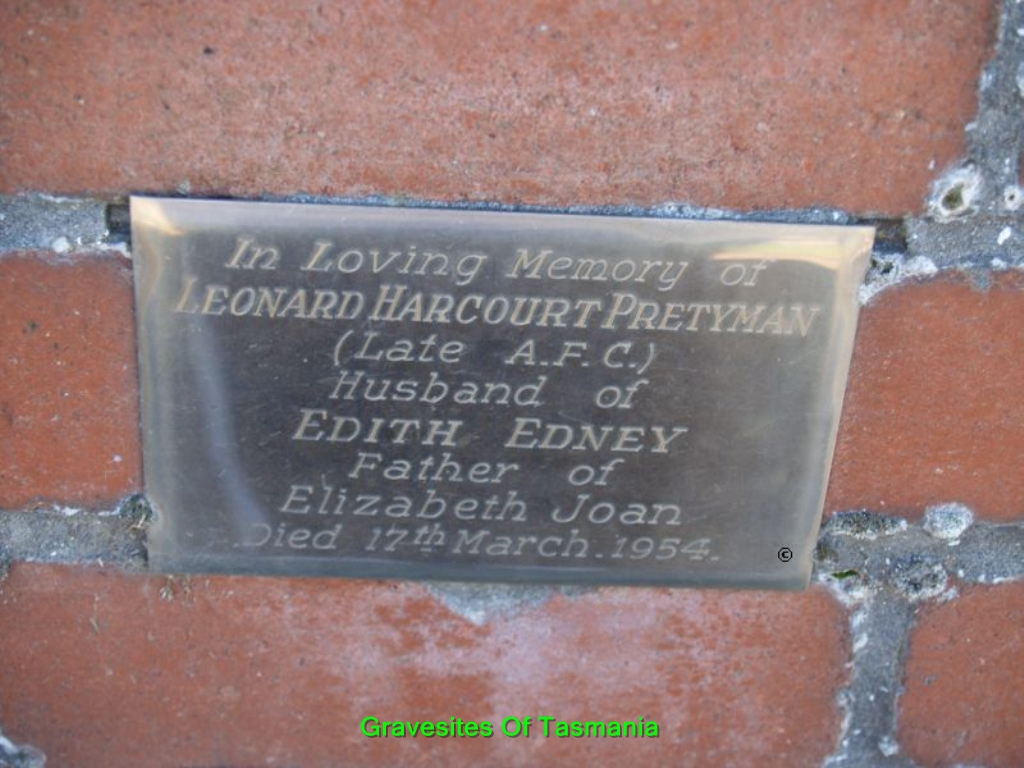 In Loving Memory of
LEONARD HARCOURT PRETYMAN
(Late A.F.C.)
Husband of
EDITH EDNEY
Father of
Elizabeth Joan
Died 17th March. 1954.
©
Gravesites Of Tasmania